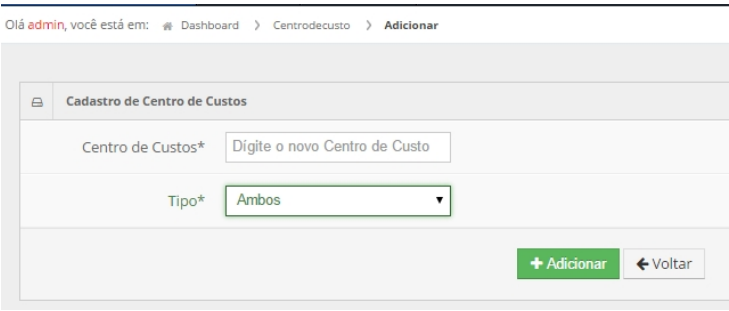 Olá admin, você está em: Dashboard > Centrodecusto > Adicionar
Cadastro de Centro de Custos
Centro de Custos* Dígite o novo Centro de Custo
Tipo* Ambos
+ Adicionar Voltar